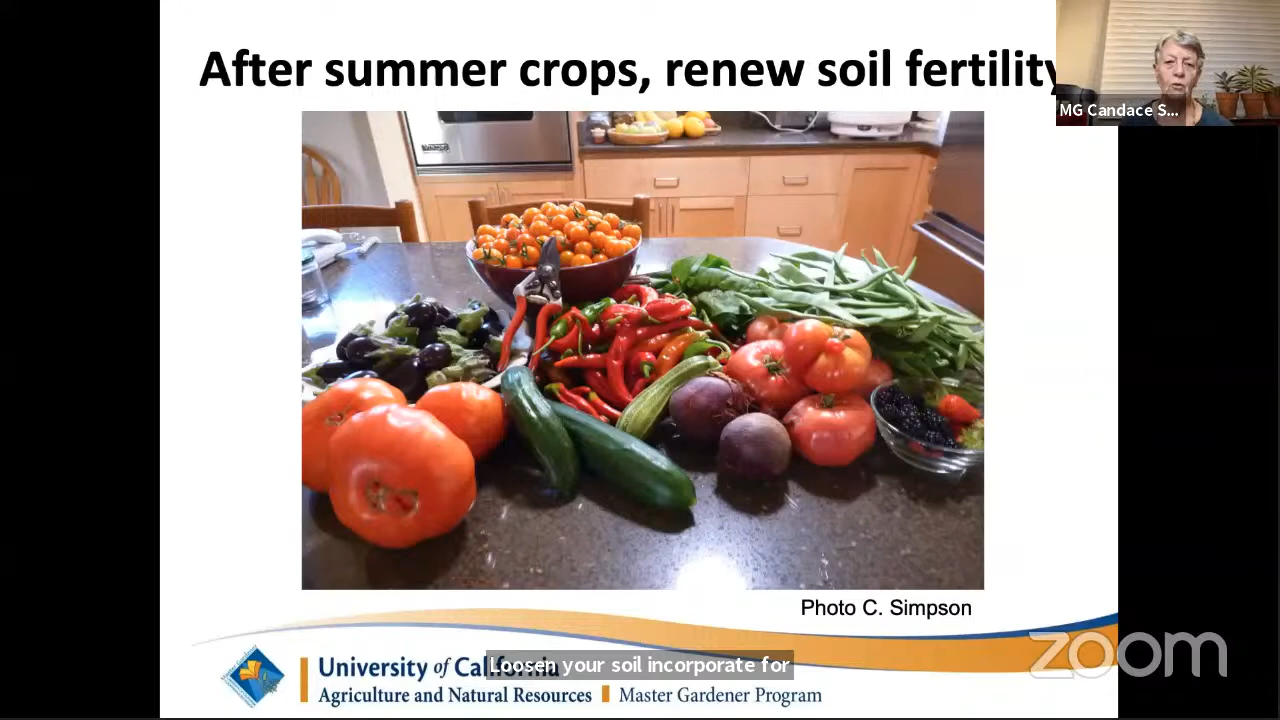 After summer crops, renew soil fertility
MG Candace S...
Photo C. Simpson
zoom
University of California
Loosen your soil incorporate for
Agriculture and Natural Resources Master Gardener Program